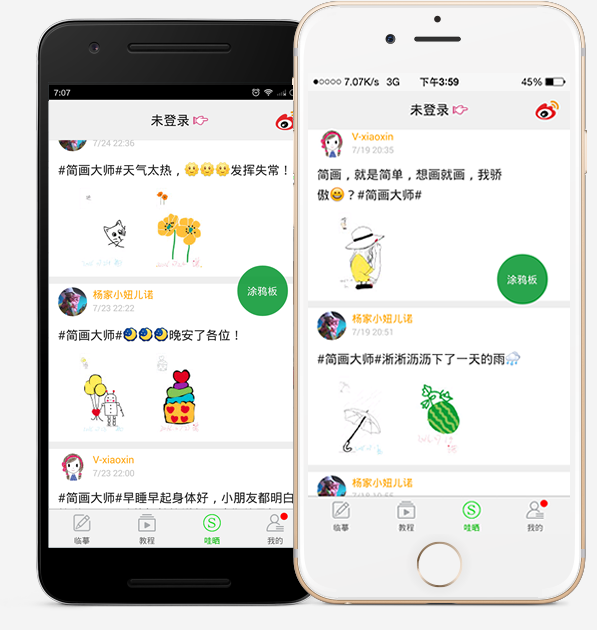 7:07
未登录
7/24 22:36
#简画大师#天气太热,🌞🌞🌞发挥失常!
涂鸦板
杨家小妞儿诺
7/23 22:22
#简画大师#🌜🌜🌜晚安了各位!
V-xiaoxin
7/23 22:00
#简画大师#早睡早起身体好,小朋友都明白
临摹
教程
哇晒
我的
7.07K/s 3G 下午3:59 45%
未登录
V-xiaoxin
7/19 20:35
简画,就是简单,想画就画,我骄
傲😄?#简画大师#
涂鸦板
杨家小妞儿诺
7/19 20:51
#简画大师#淅淅沥沥下了一天的雨🌧
杨家小妞儿诺
临摹
教程
哇晒
我的